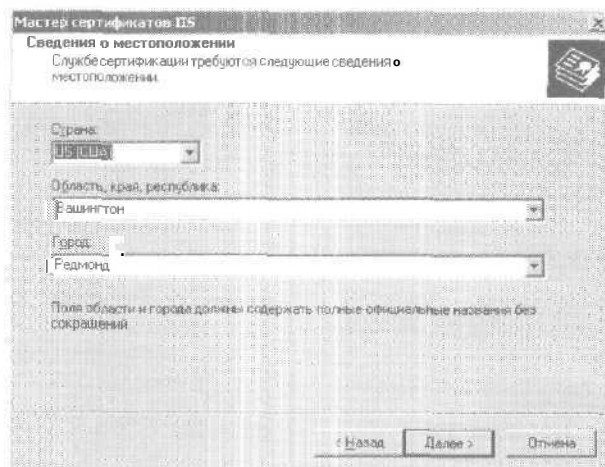 Мастер сертификатов IIS
Сведения о местоположении
Службе сертификации требуются следующие сведения о
местоположении.
Страна:
US (США)
Область, край, республика:
Вашингтон
Город:
Редмонд
Поля области и города должны содержать полные официальные названия без
сокращений.
< Назад
Далее >
Отмена